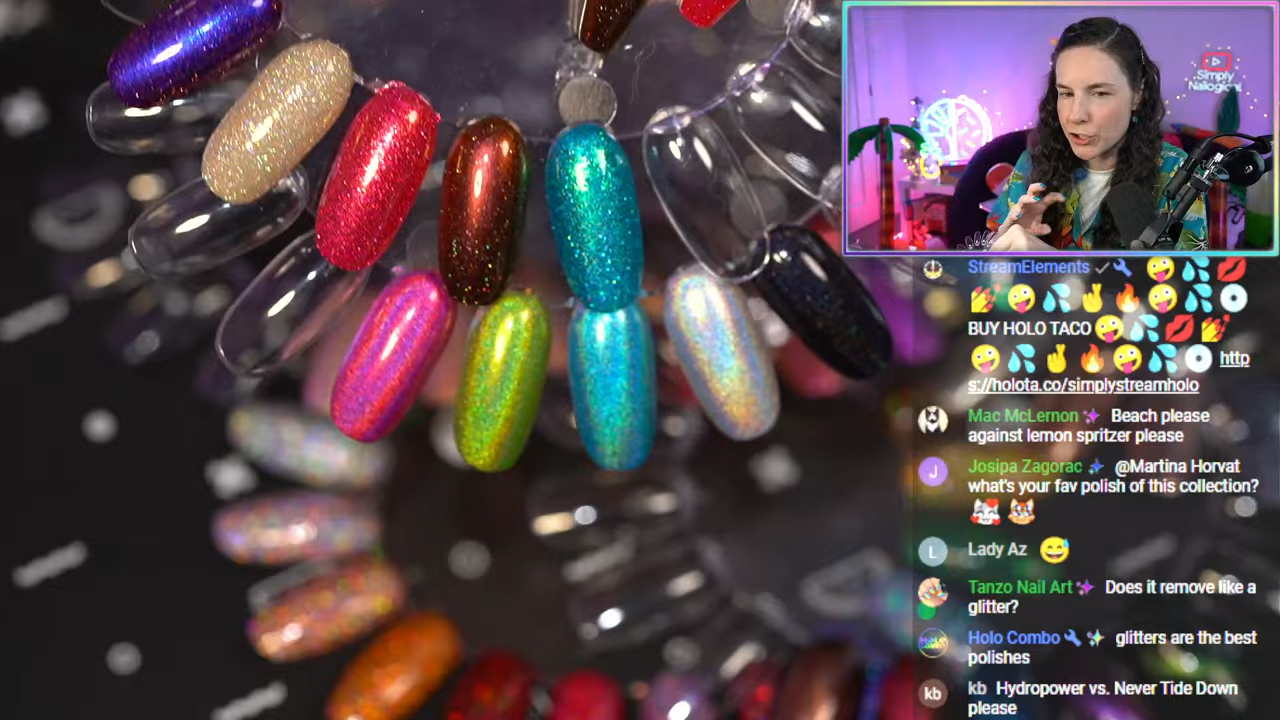 Simply
Nailogical
StreamElements
BUY HOLO TACO
http
s://holota.co/simplystreamholo
Mac McLernon Beach please
against lemon spritzer please
J Josipa Zagorac @Martina Horvat
what's your fav polish of this collection?
L Lady Az
Tanzo Nail Art Does it remove like a
glitter?
Holo Combo glitters are the best
polishes
kb kb Hydropower vs. Never Tide Down
please